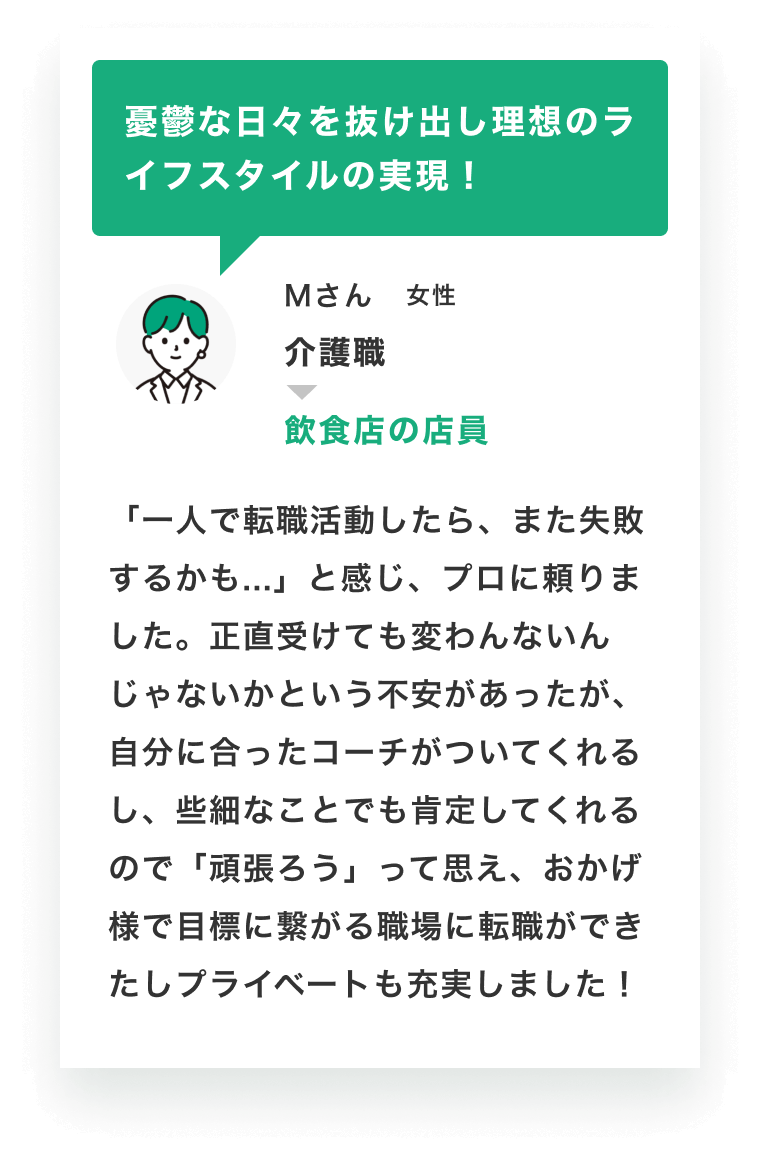 憂鬱な日々を抜け出し理想のラ
イフスタイルの実現！
Mさん　女性
介護職
飲食店の店員
「一人で転職活動したら、また失敗
するかも...」と感じ、プロに頼りま
した。正直受けても変わんないん
じゃないかという不安があったが、
自分に合ったコーチがついてくれる
し、些細なことでも肯定してくれる
ので「頑張ろう」って思え、おかげ
様で目標に繋がる職場に転職ができ
たしプライベートも充実しました！